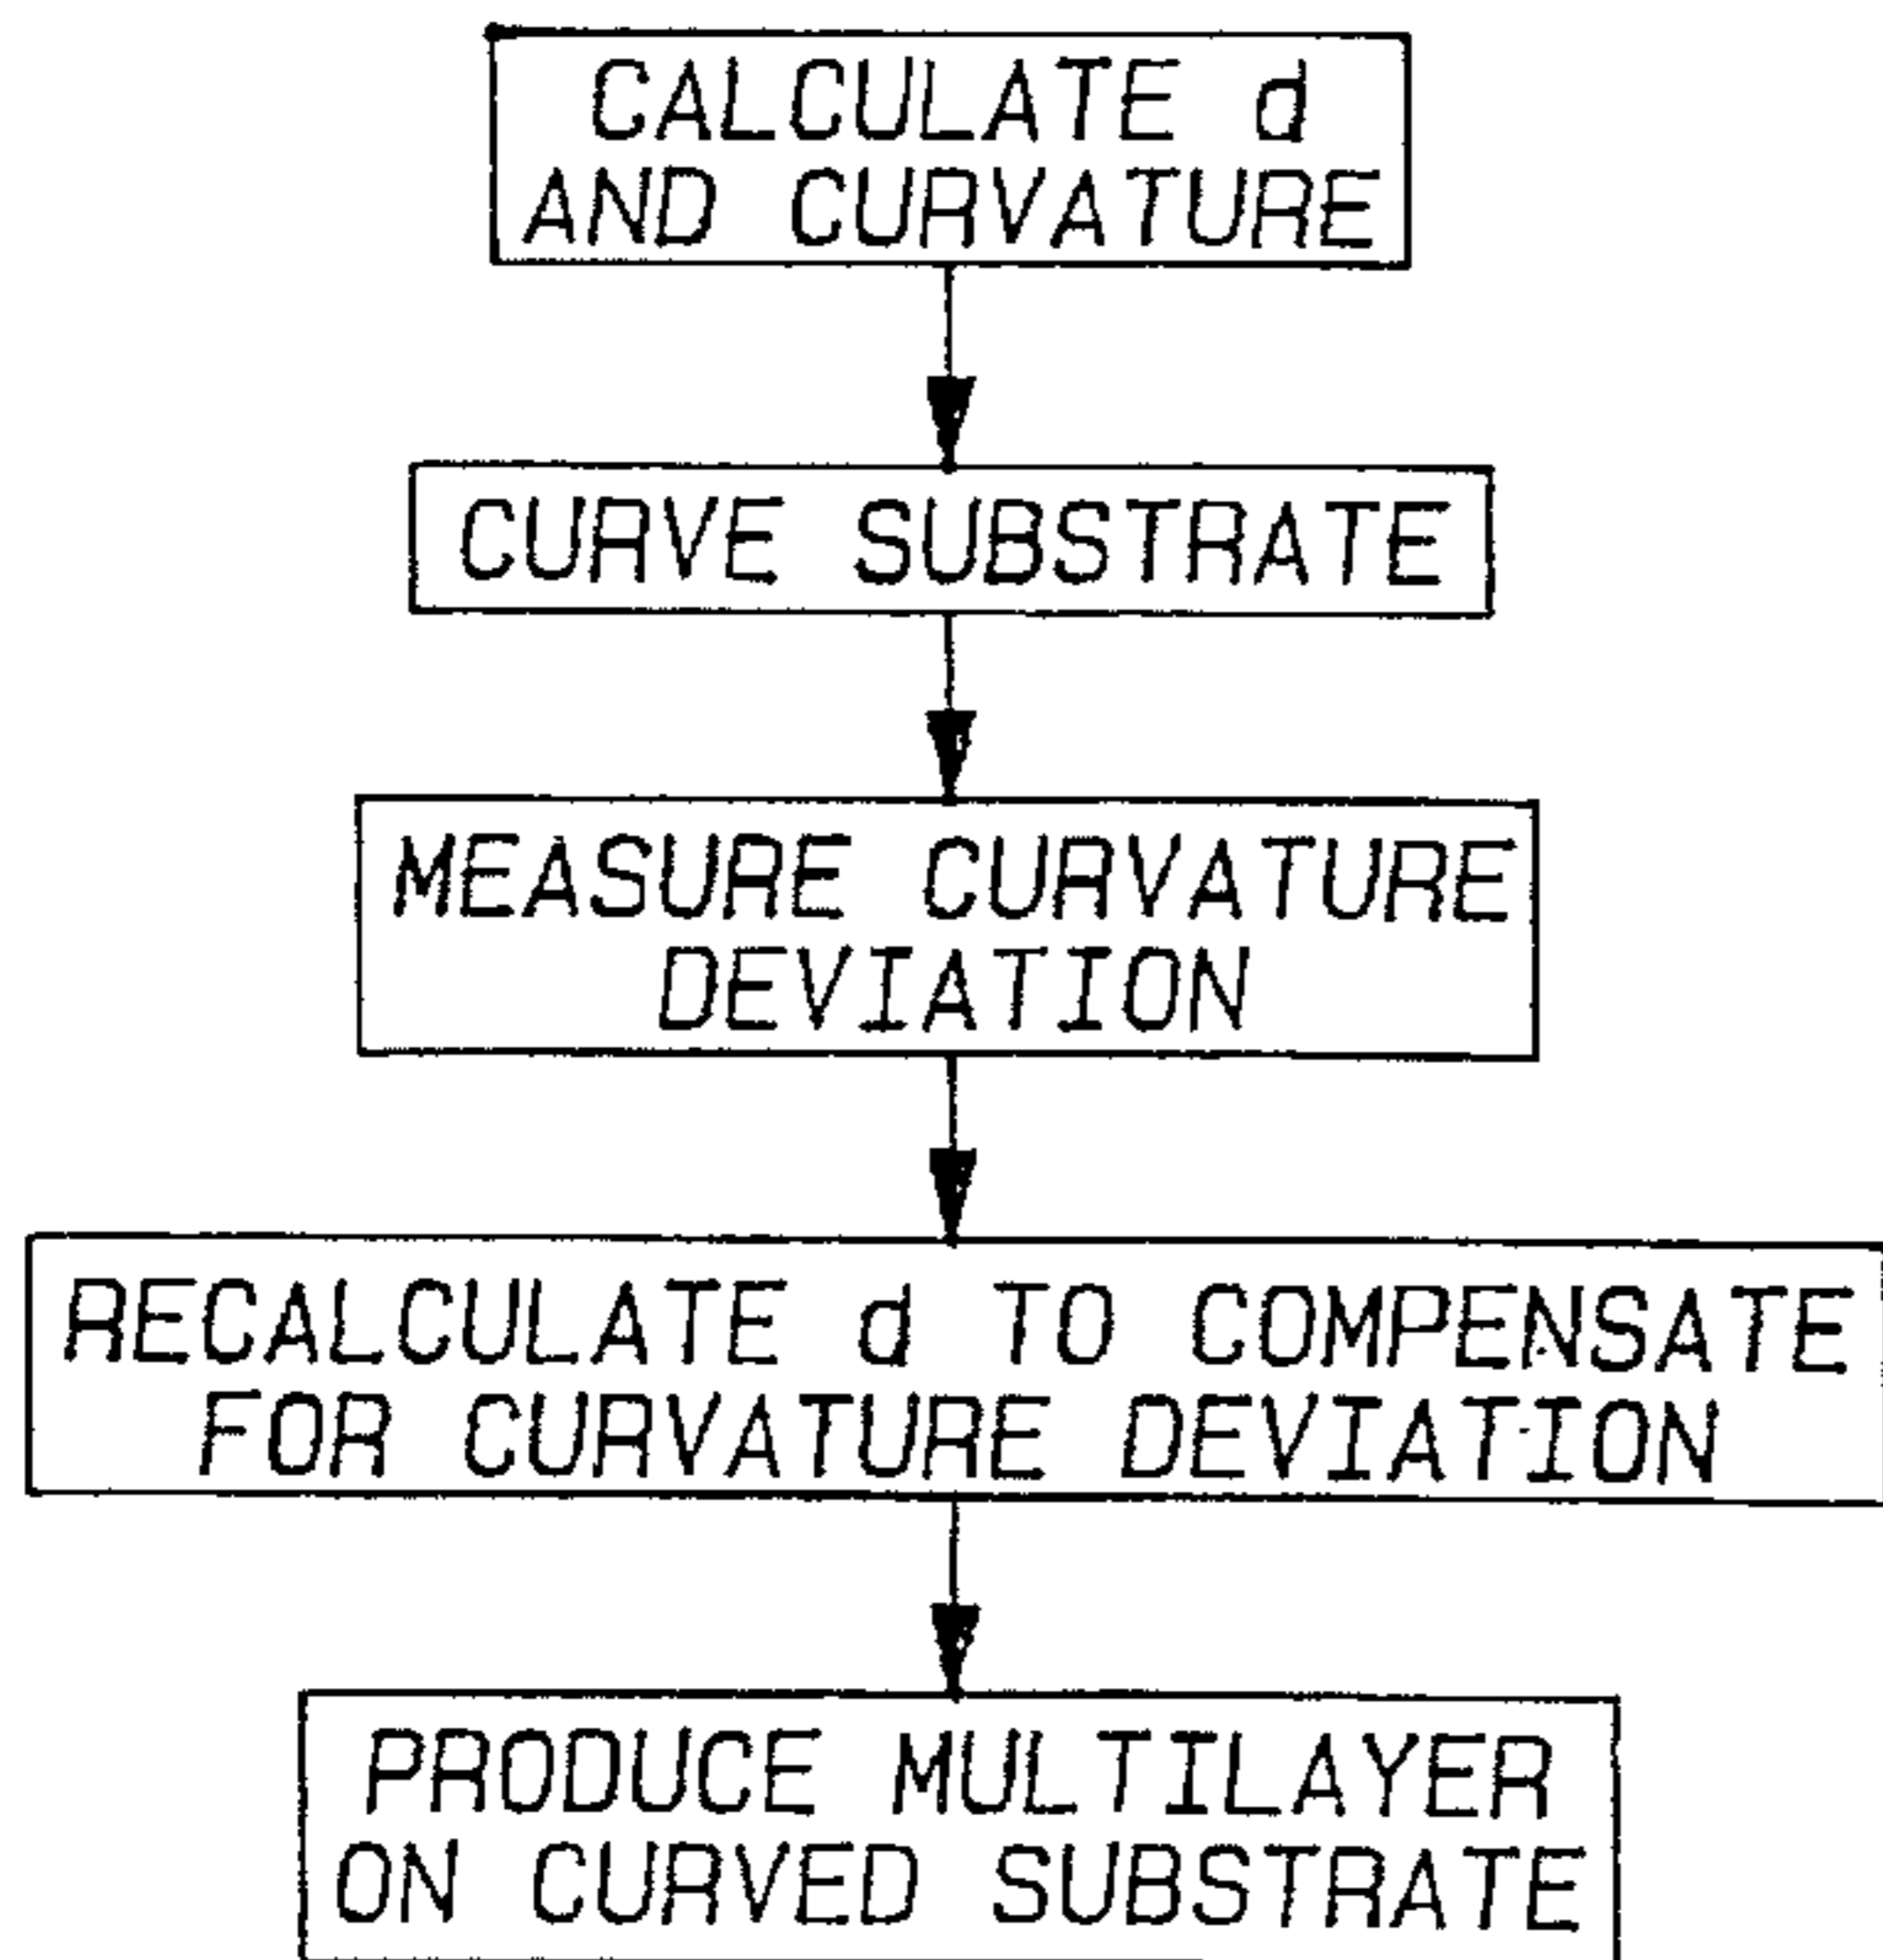 CALCULATE d
AND CURVATURE
CURVE SUBSTRATE
MEASURE CURVATURE
DEVIATION
RECALCULATE d TO COMPENSATE
FOR CURVATURE DEVIATION
PRODUCE MULTILAYER
ON CURVED SUBSTRATE